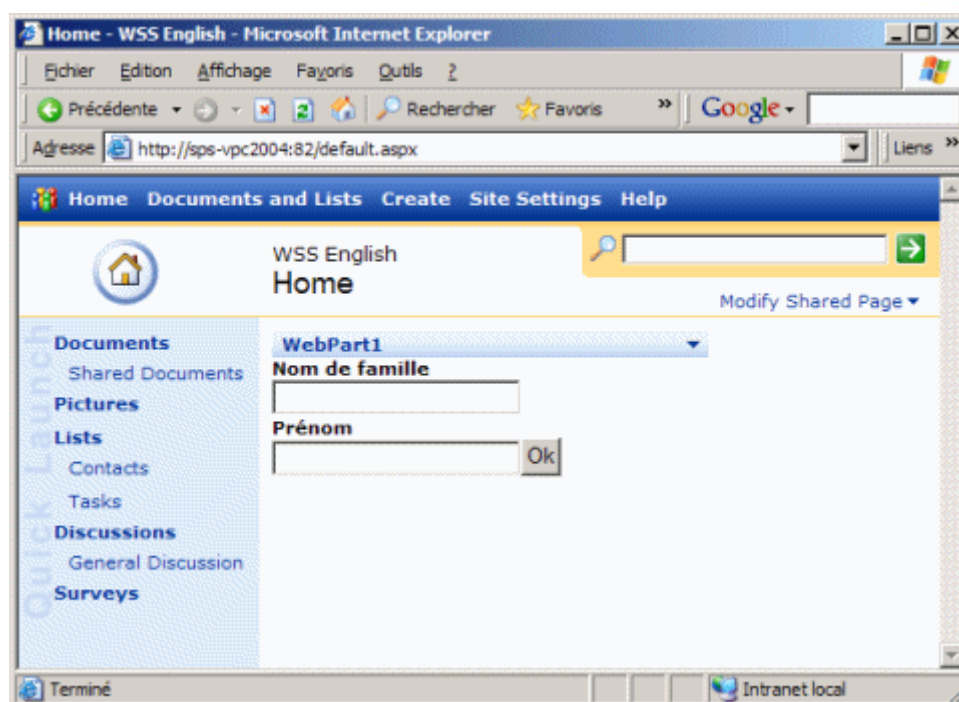 Home - WSS English - Microsoft Internet Explorer
Fichier Edition Affichage Favoris Outils ?
Précédente Rechercher Favoris » Google
Adresse http://sps-vpc2004:82/default.aspx Liens »
Home Documents and Lists Create Site Settings Help
WSS English
Home
Modify Shared Page
Quick Launch
Documents
Shared Documents
Pictures
Lists
Contacts
Tasks
Discussions
General Discussion
Surveys
WebPart1
Nom de famille
Prénom
Ok
Terminé Intranet local